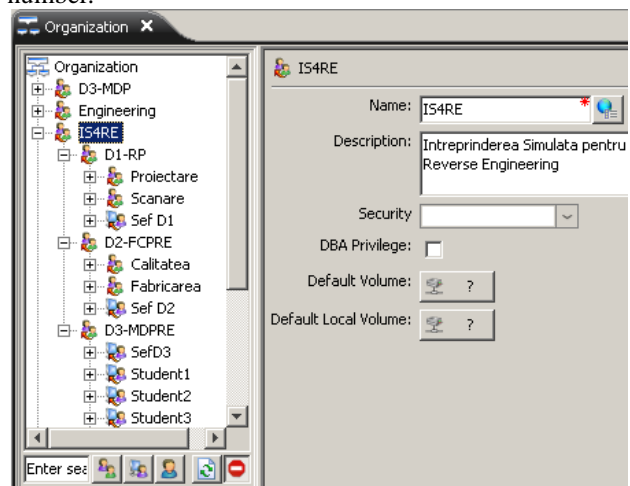 number.
Organization
Organization
D3-MDP
Engineering
IS4RE
D1-RP
Proiectare
Scanare
Sef D1
D2-FCPRE
Calitatea
Fabricarea
Sef D2
D3-MDPRE
SefD3
Student1
Student2
Student3
Enter sea
IS4RE
Name: IS4RE *
Description: Intreprinderea Simulata pentru
Reverse Engineering
Security
DBA Privilege:
Default Volume: ?
Default Local Volume: ?